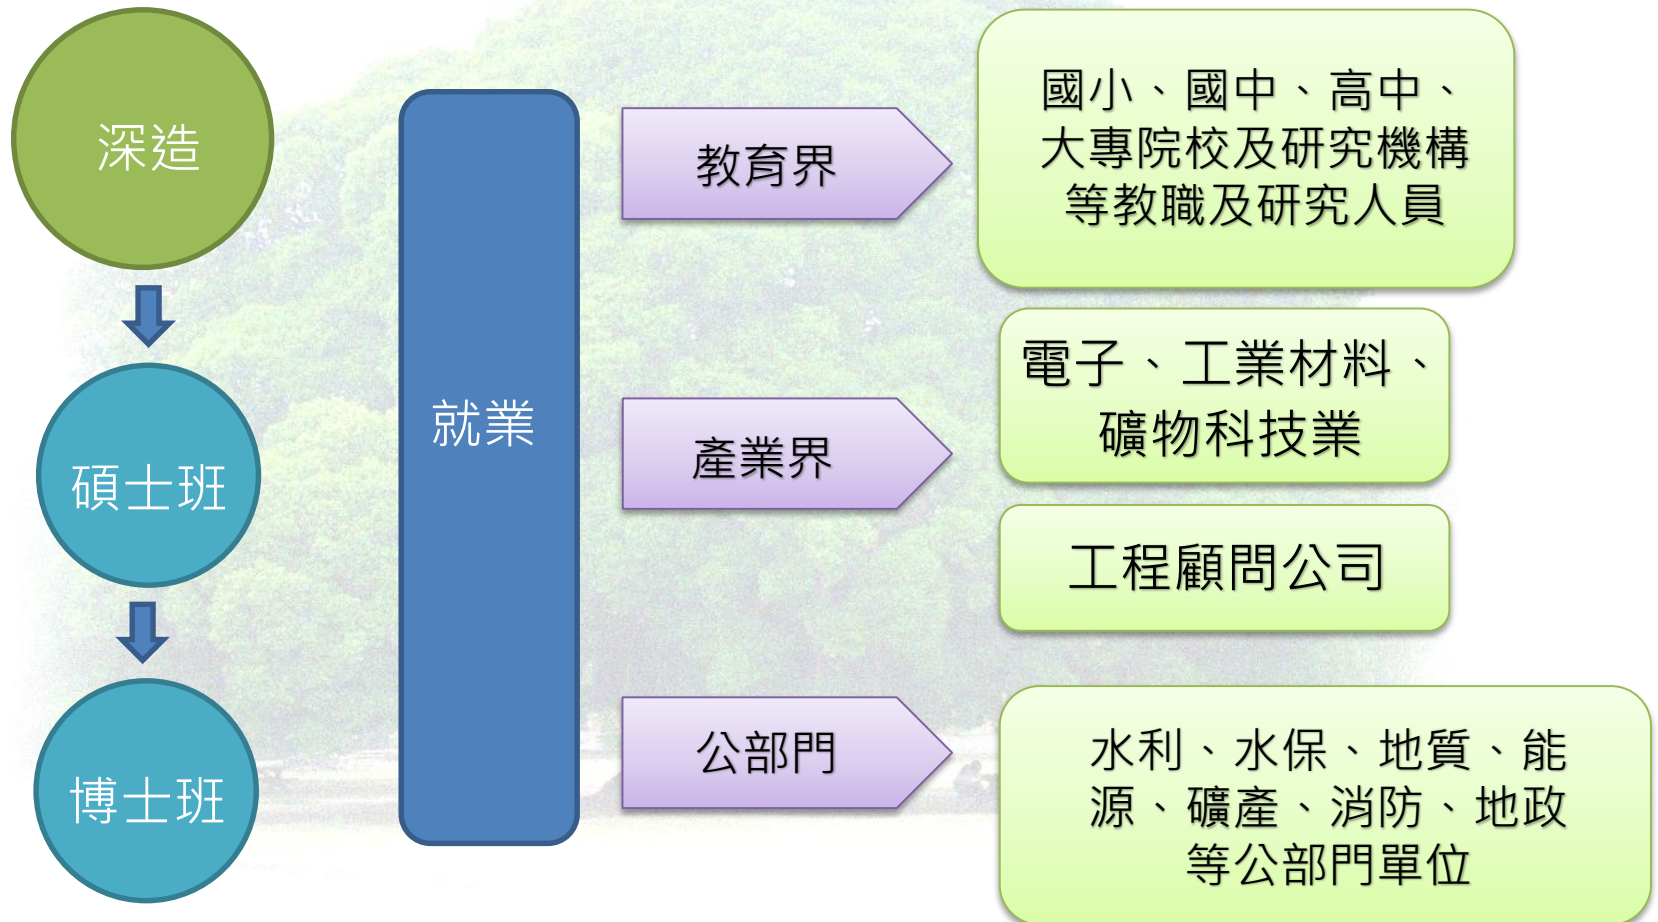 深造
碩士班
博士班
就業
教育界
國小、國中、高中、
大專院校及研究機構
等教職及研究人員
產業界
電子、工業材料、
礦物科技業
工程顧問公司
公部門
水利、水保、地質、能
源、礦產、消防、地政
等公部門單位